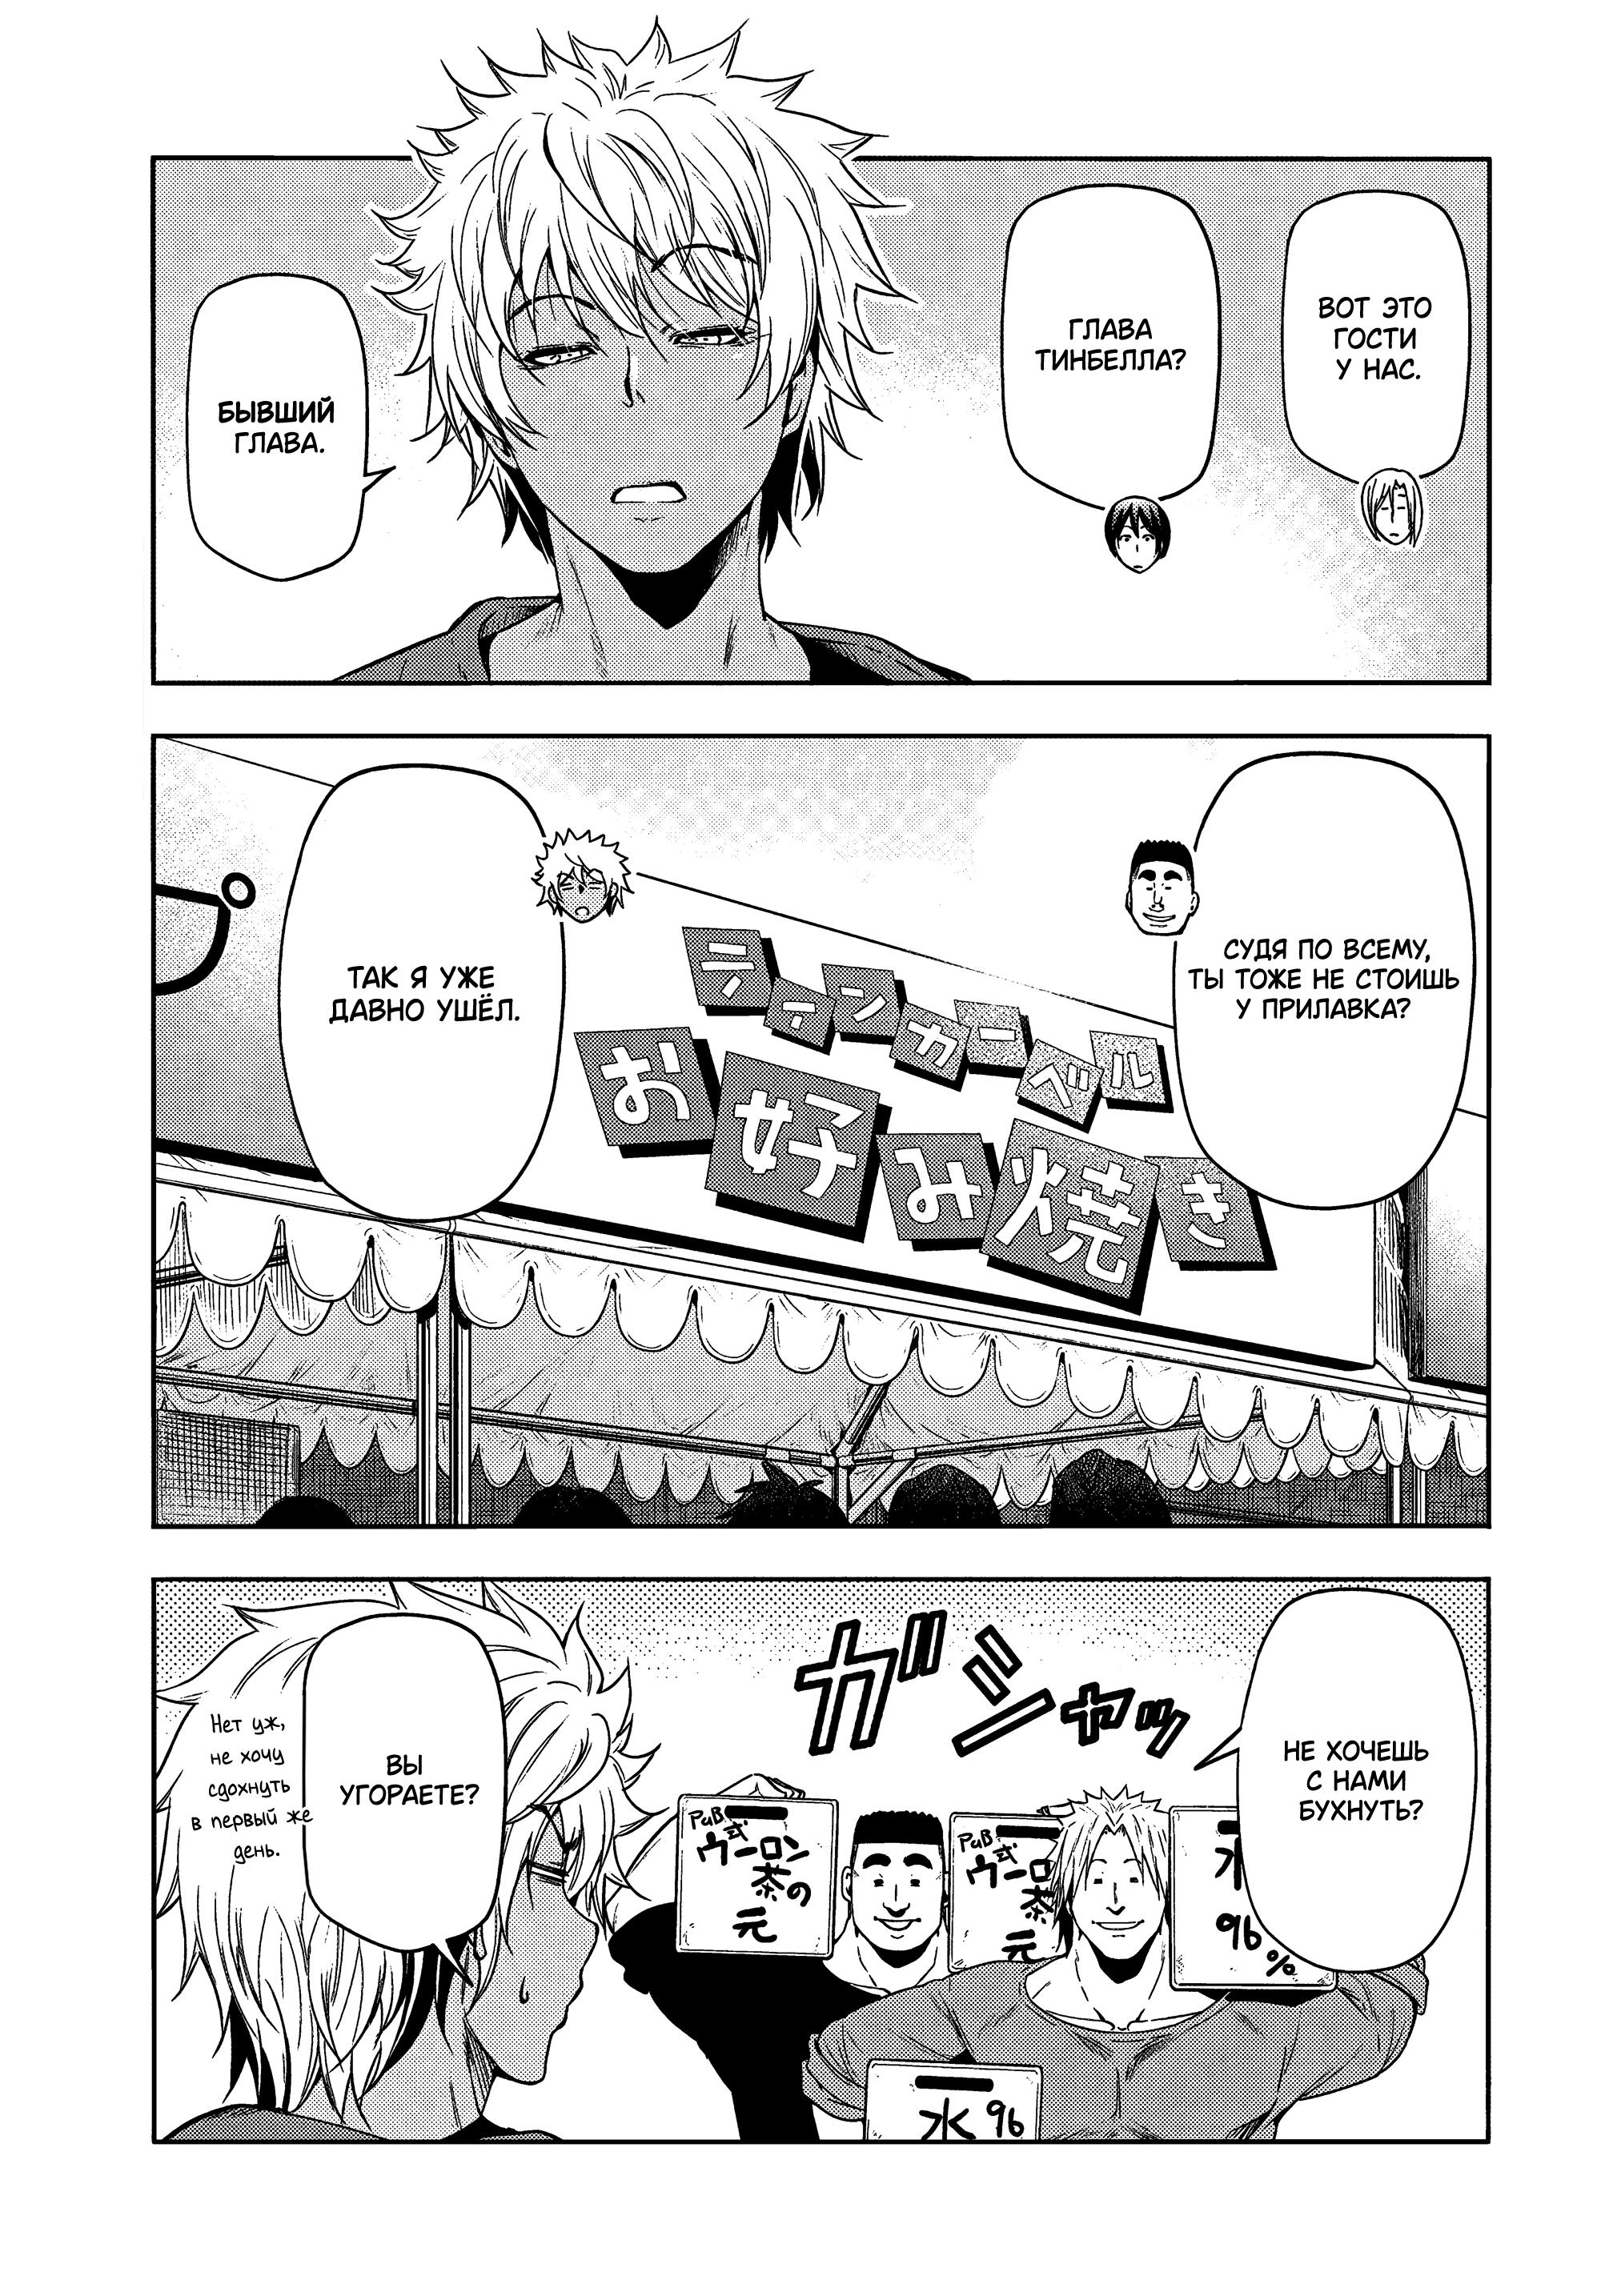 ВОТ ЭТО
ГОСТИ
У НАС.
ГЛАВА
ТИНБЕЛЛА?
БЫВШИЙ
ГЛАВА.
СУДЯ ПО ВСЕМУ,
ТЫ ТОЖЕ НЕ СТОИШЬ
У ПРИЛАВКА?
ТАК Я УЖЕ
ДАВНО УШЁЛ.
ティンカーベル
お好み焼き
НЕ ХОЧЕШЬ
С НАМИ
БУХНУТЬ?
ガシャッ
PaB式
ウーロン
茶の
元
PaB式
ウーロ
茶
元
水
96%
水 96
ВЫ
УГОРАЕТЕ?
Нет уж,
не хочу
сдохнуть
в первый же
день.